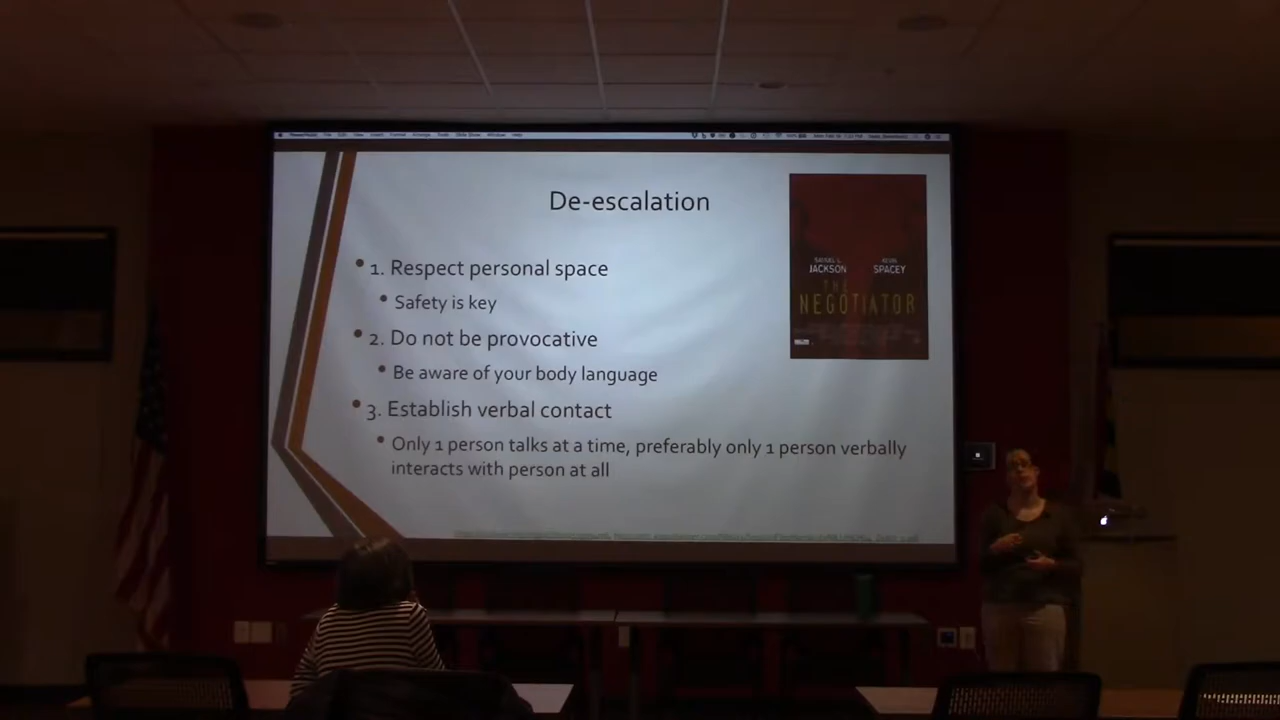 De-escalation
1. Respect personal space
Safety is key
2. Do not be provocative
Be aware of your body language
3. Establish verbal contact
Only 1 person talks at a time, preferably only 1 person verbally
interacts with person at all
SAMUEL L. KEVIN
JACKSON SPACEY
THE
NEGOTIATOR